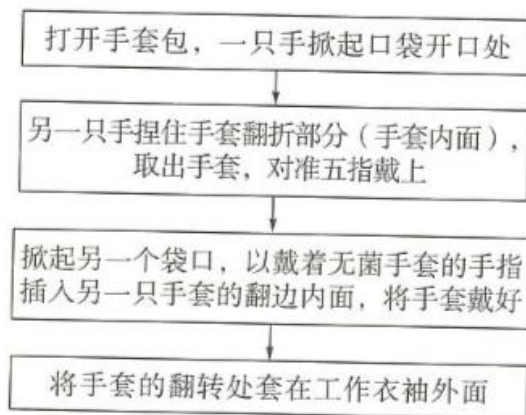 打开手套包，一只手掀起口袋开口处
另一只手捏住手套翻折部分（手套内面），
取出手套，对准五指戴上
掀起另一个袋口，以戴着无菌手套的手指
插入另一只手套的翻边内面，将手套戴好
将手套的翻转处套在工作衣袖外面